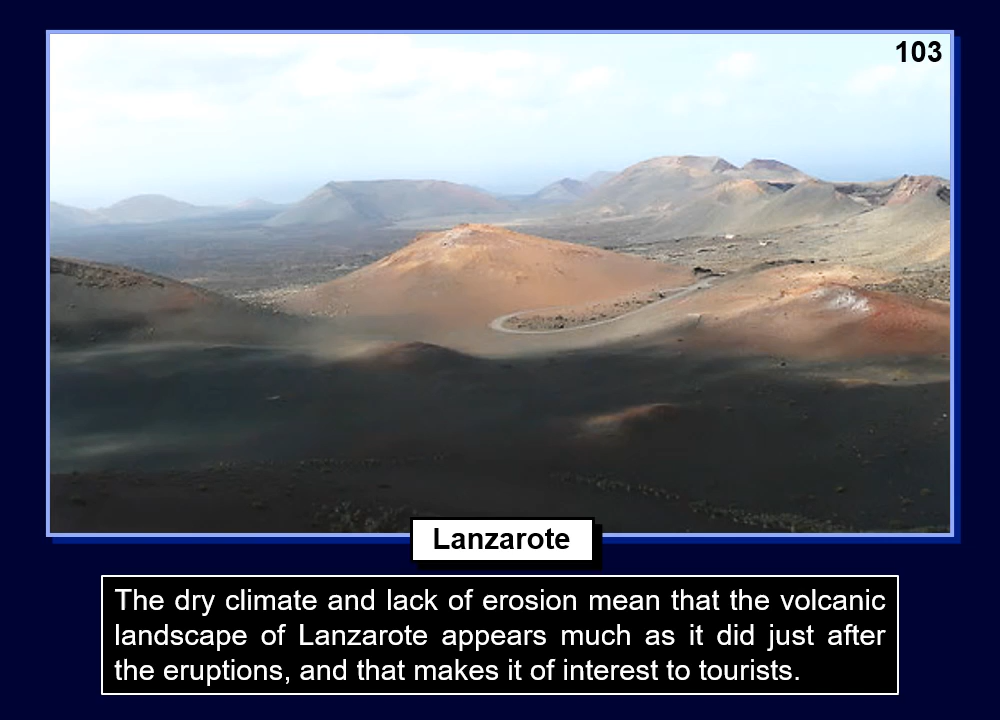 103
Lanzarote
The dry climate and lack of erosion mean that the volcanic
landscape of Lanzarote appears much as it did just after
the eruptions, and that makes it of interest to tourists.